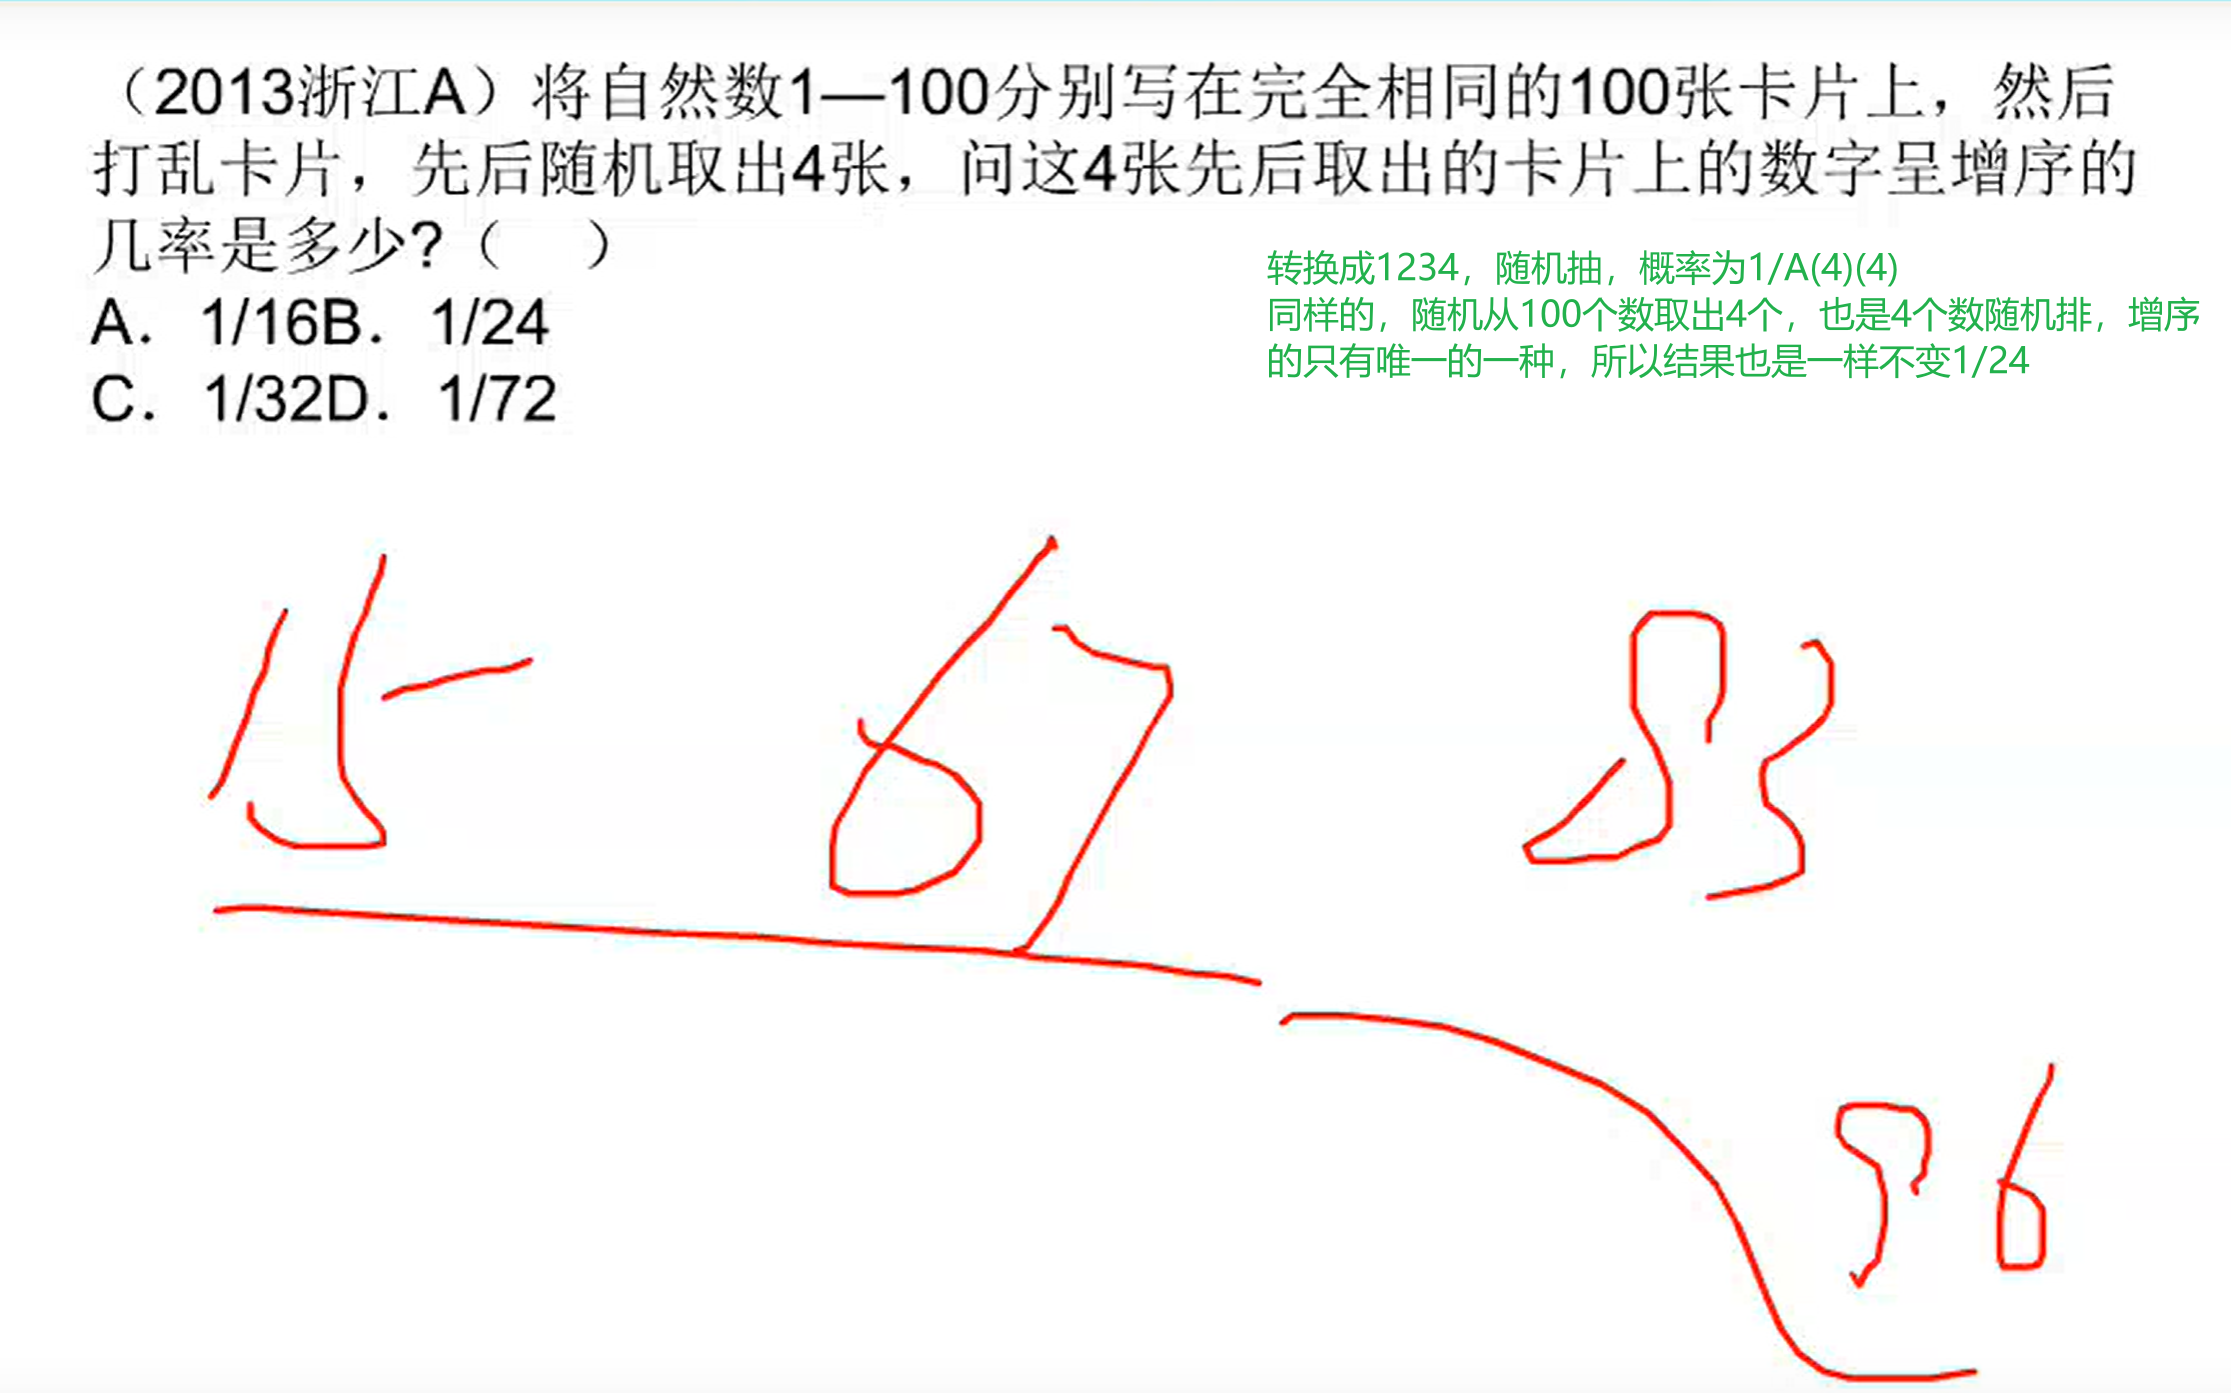 （2013浙江A）将自然数1—100分别写在完全相同的100张卡片上，然后
打乱卡片，先后随机取出4张，问这4张先后取出的卡片上的数字呈增序的
几率是多少?（　）
A．1/16B．1/24
C．1/32D．1/72
转换成1234，随机抽，概率为1/A(4)(4)
同样的，随机从100个数取出4个，也是4个数随机排，增序
的只有唯一的一种，所以结果也是一样不变1/24
15 67 83
96